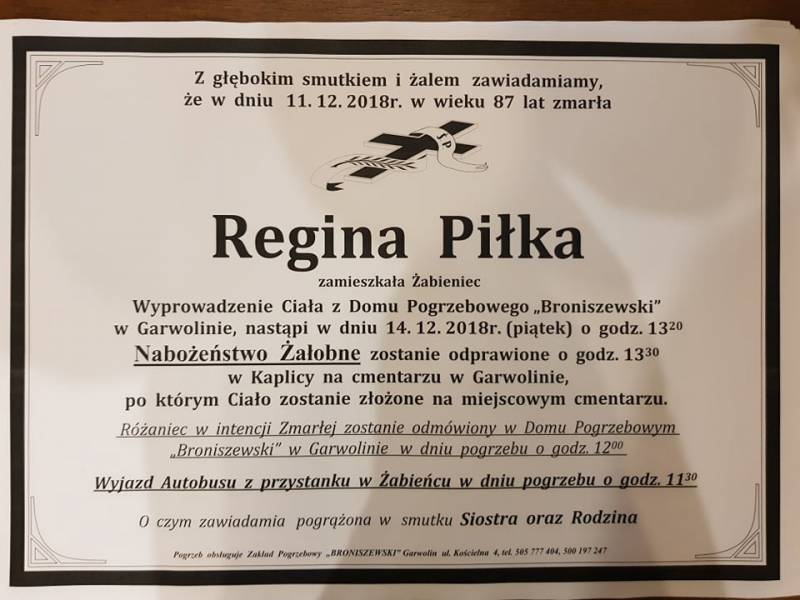 Z głębokim smutkiem i żalem zawiadamiamy,
że w dniu 11.12.2018r. w wieku 87 lat zmarła
ŚP
Regina Piłka
zamieszkała Żabieniec
Wyprowadzenie Ciała z Domu Pogrzebowego „Broniszewski”
w Garwolinie, nastąpi w dniu 14.12.2018r. (piątek) o godz. 13²⁰
Nabożeństwo Żałobne zostanie odprawione o godz. 13³⁰
w Kaplicy na cmentarzu w Garwolinie,
po którym Ciało zostanie złożone na miejscowym cmentarzu.
Różaniec w intencji Zmarłej zostanie odmówiony w Domu Pogrzebowym
„Broniszewski” w Garwolinie w dniu pogrzebu o godz. 12⁰⁰
Wyjazd Autobusu z przystanku w Żabieńcu w dniu pogrzebu o godz. 11³⁰
O czym zawiadamia pogrążona w smutku Siostra oraz Rodzina
Pogrzeb obsługuje Zakład Pogrzebowy „BRONISZEWSKI” Garwolin ul. Kościelna 4, tel. 505 777 404, 500 197 247